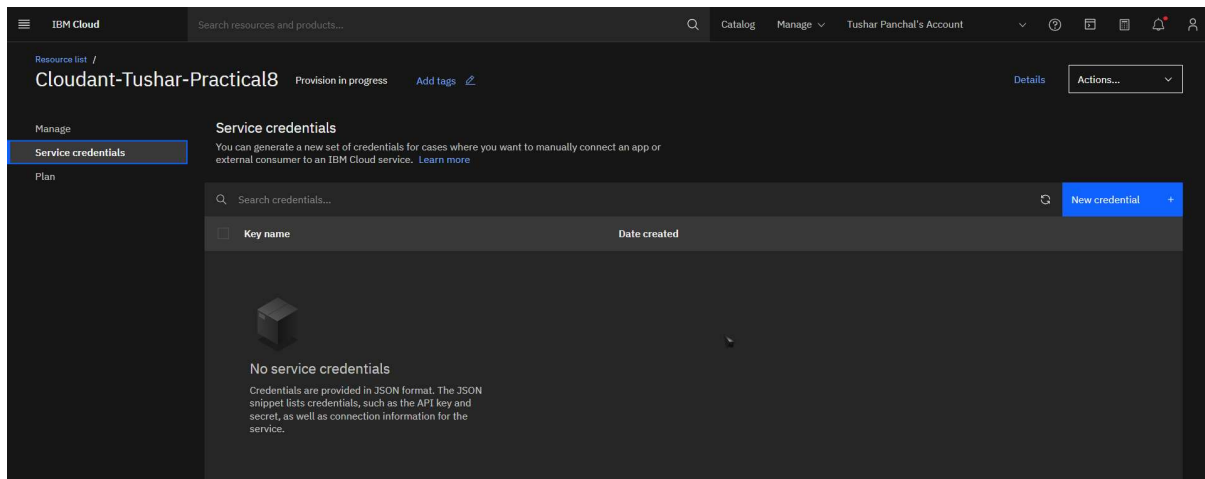 IBM Cloud
Search resources and products...
Catalog
Manage
Tushar Panchal's Account
Resource list /
Cloudant-Tushar-Practical8
Provision in progress
Add tags
Details
Actions...
Manage
Service credentials
Plan
Service credentials
You can generate a new set of credentials for cases where you want to manually connect an app or
external consumer to an IBM Cloud service. Learn more
Search credentials...
New credential +
Key name
Date created
No service credentials
Credentials are provided in JSON format. The JSON
snippet lists credentials, such as the API key and
secret, as well as connection information for the
service.